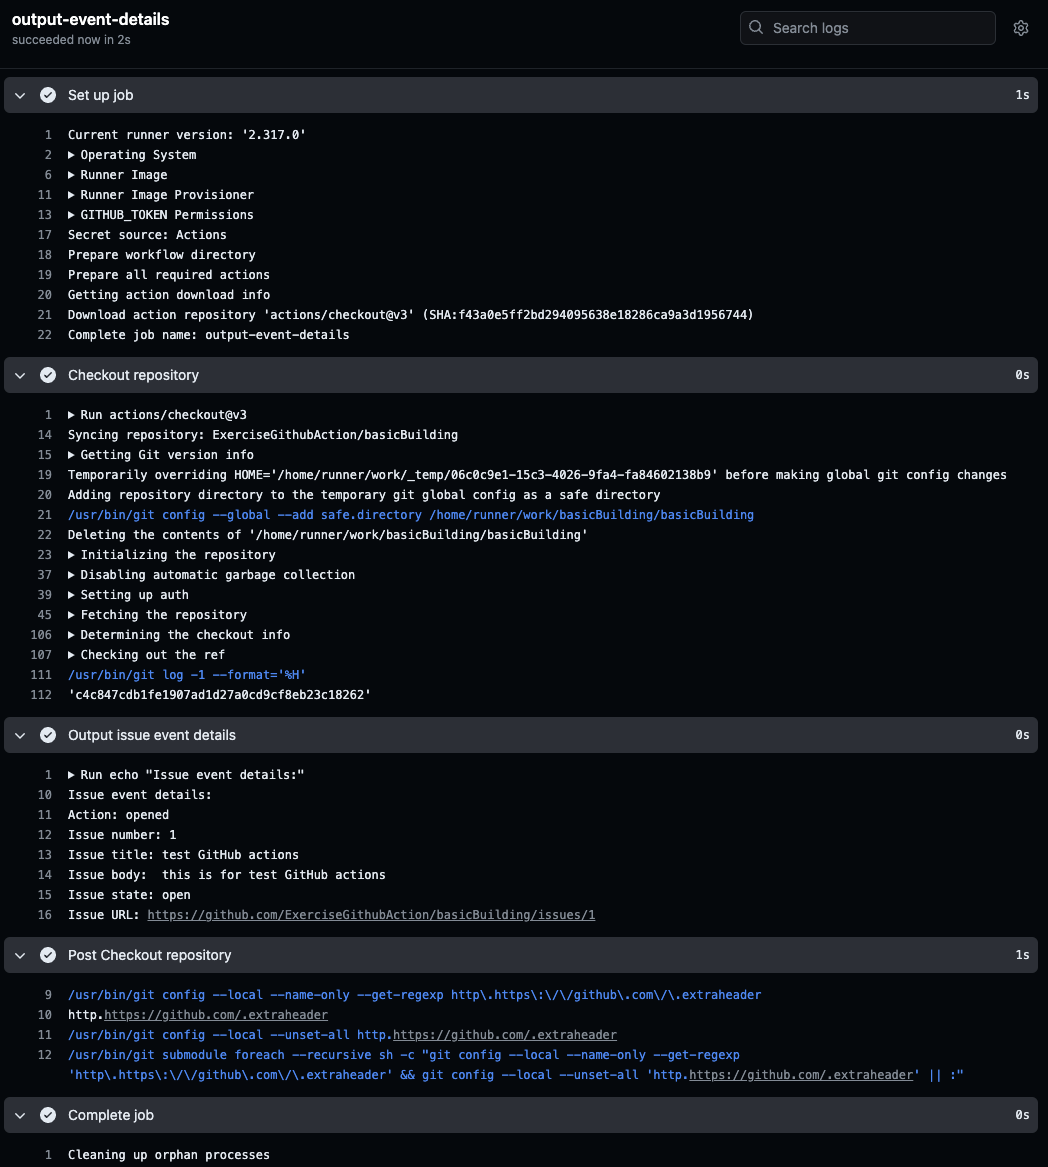 output-event-details
succeeded now in 2s
Search logs
Set up job 1s
1 Current runner version: '2.317.0'
2 ▶ Operating System
6 ▶ Runner Image
11 ▶ Runner Image Provisioner
13 ▶ GITHUB_TOKEN Permissions
17 Secret source: Actions
18 Prepare workflow directory
19 Prepare all required actions
20 Getting action download info
21 Download action repository 'actions/checkout@v3' (SHA:f43a0e5ff2bd294095638e18286ca9a3d1956744)
22 Complete job name: output-event-details
Checkout repository 0s
1 ▶ Run actions/checkout@v3
14 Syncing repository: ExerciseGithubAction/basicBuilding
15 ▶ Getting Git version info
19 Temporarily overriding HOME='/home/runner/work/_temp/06c0c9e1-15c3-4026-9fa4-fa84602138b9' before making global git config changes
20 Adding repository directory to the temporary git global config as a safe directory
21 /usr/bin/git config --global --add safe.directory /home/runner/work/basicBuilding/basicBuilding
22 Deleting the contents of '/home/runner/work/basicBuilding/basicBuilding'
23 ▶ Initializing the repository
37 ▶ Disabling automatic garbage collection
39 ▶ Setting up auth
45 ▶ Fetching the repository
106 ▶ Determining the checkout info
107 ▶ Checking out the ref
111 /usr/bin/git log -1 --format='%H'
112 'c4c847cdb1fe1907ad1d27a0cd9cf8eb23c18262'
Output issue event details 0s
1 ▶ Run echo "Issue event details:"
10 Issue event details:
11 Action: opened
12 Issue number: 1
13 Issue title: test GitHub actions
14 Issue body:  this is for test GitHub actions
15 Issue state: open
16 Issue URL: https://github.com/ExerciseGithubAction/basicBuilding/issues/1
Post Checkout repository 1s
9 /usr/bin/git config --local --name-only --get-regexp http\.https\:\/\/github\.com\/\.extraheader
10 http.https://github.com/.extraheader
11 /usr/bin/git config --local --unset-all http.https://github.com/.extraheader
12 /usr/bin/git submodule foreach --recursive sh -c "git config --local --name-only --get-regexp
'http\.https\:\/\/github\.com\/\.extraheader' && git config --local --unset-all 'http.https://github.com/.extraheader' || :"
Complete job 0s
1 Cleaning up orphan processes